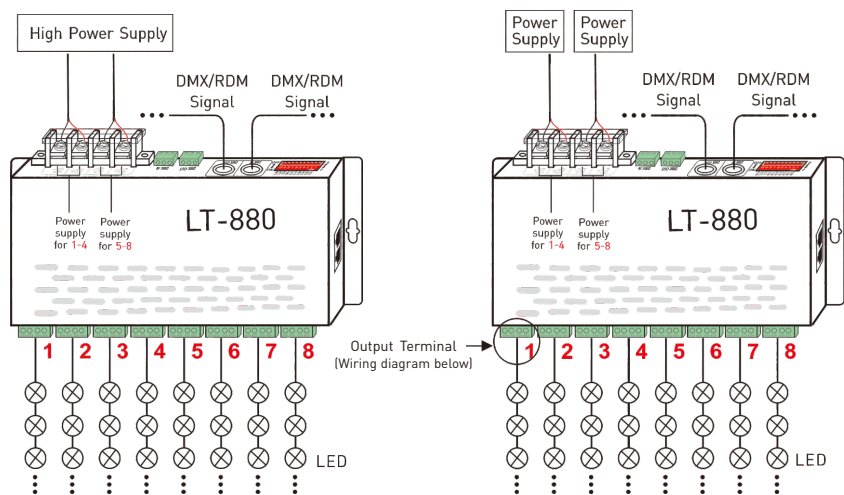 High Power Supply
DMX/RDM
Signal
DMX/RDM
Signal
Power
supply
for 1-4
Power
supply
for 5-8
LT-880
1 2 3 4 5 6 7 8
LED
Power
Supply
Power
Supply
DMX/RDM
Signal
DMX/RDM
Signal
Power
supply
for 1-4
Power
supply
for 5-8
LT-880
Output Terminal
(Wiring diagram below)
1 2 3 4 5 6 7 8
LED